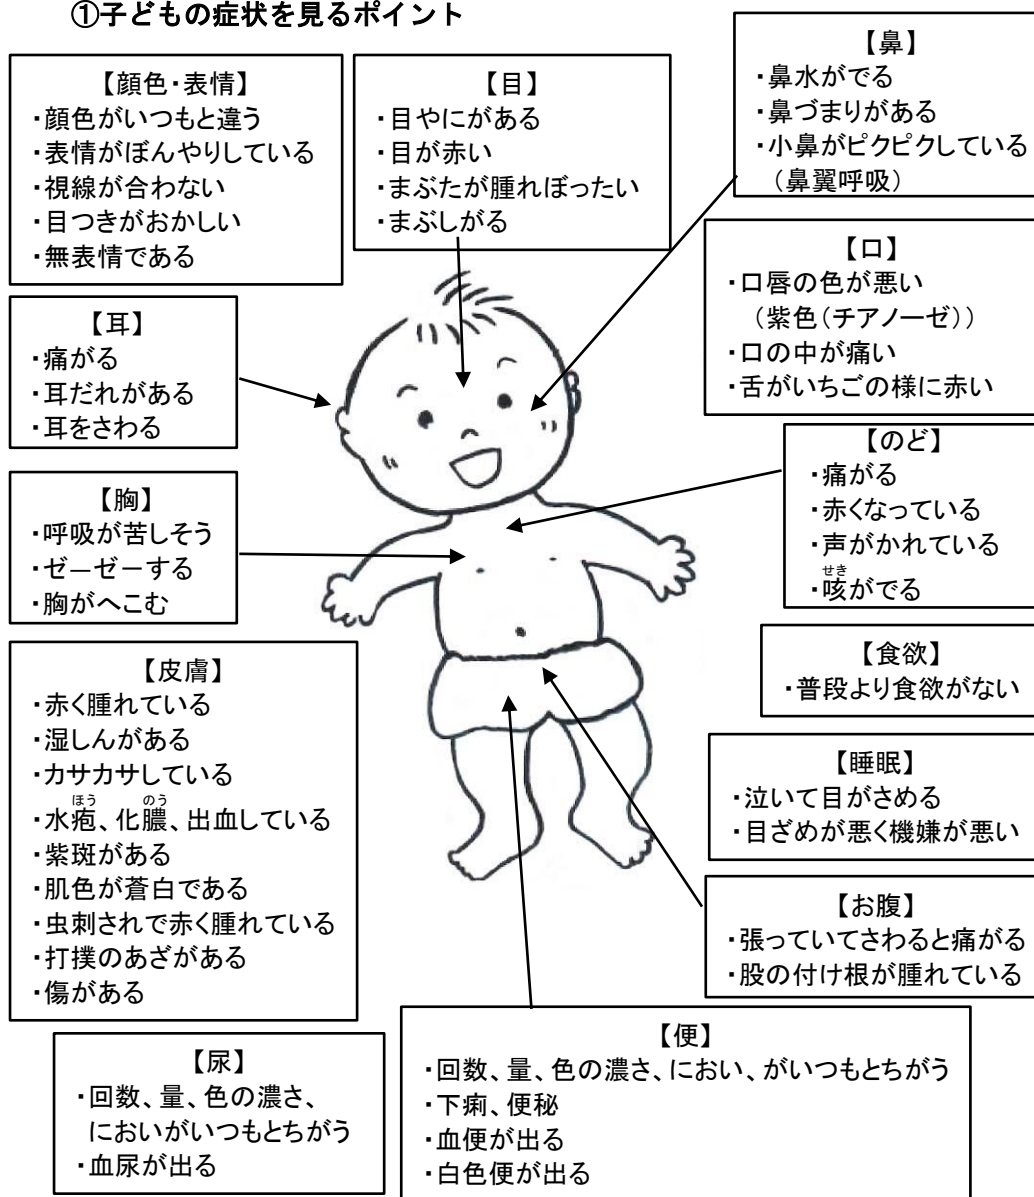 ①子どもの症状を見るポイント
【顔色・表情】
・顔色がいつもと違う
・表情がぼんやりしている
・視線が合わない
・目つきがおかしい
・無表情である
【目】
・目やにがある
・目が赤い
・まぶたが腫れぼったい
・まぶしがる
【鼻】
・鼻水がでる
・鼻づまりがある
・小鼻がピクピクしている
（鼻翼呼吸）
【口】
・口唇の色が悪い
（紫色（チアノーゼ））
・口の中が痛い
・舌がいちごの様に赤い
【耳】
・痛がる
・耳だれがある
・耳をさわる
【のど】
・痛がる
・赤くなっている
・声がかれている
せき
・咳がでる
【胸】
・呼吸が苦しそう
・ゼーゼーする
・胸がへこむ
【食欲】
・普段より食欲がない
【皮膚】
・赤く腫れている
・湿しんがある
・カサカサしている
ほう のう
・水疱、化膿、出血している
・紫斑がある
・肌色が蒼白である
・虫刺されで赤く腫れている
・打撲のあざがある
・傷がある
【睡眠】
・泣いて目がさめる
・目ざめが悪く機嫌が悪い
【お腹】
・張っていてさわると痛がる
・股の付け根が腫れている
【尿】
・回数、量、色の濃さ、
においがいつもとちがう
・血尿が出る
【便】
・回数、量、色の濃さ、におい、がいつもとちがう
・下痢、便秘
・血便が出る
・白色便が出る